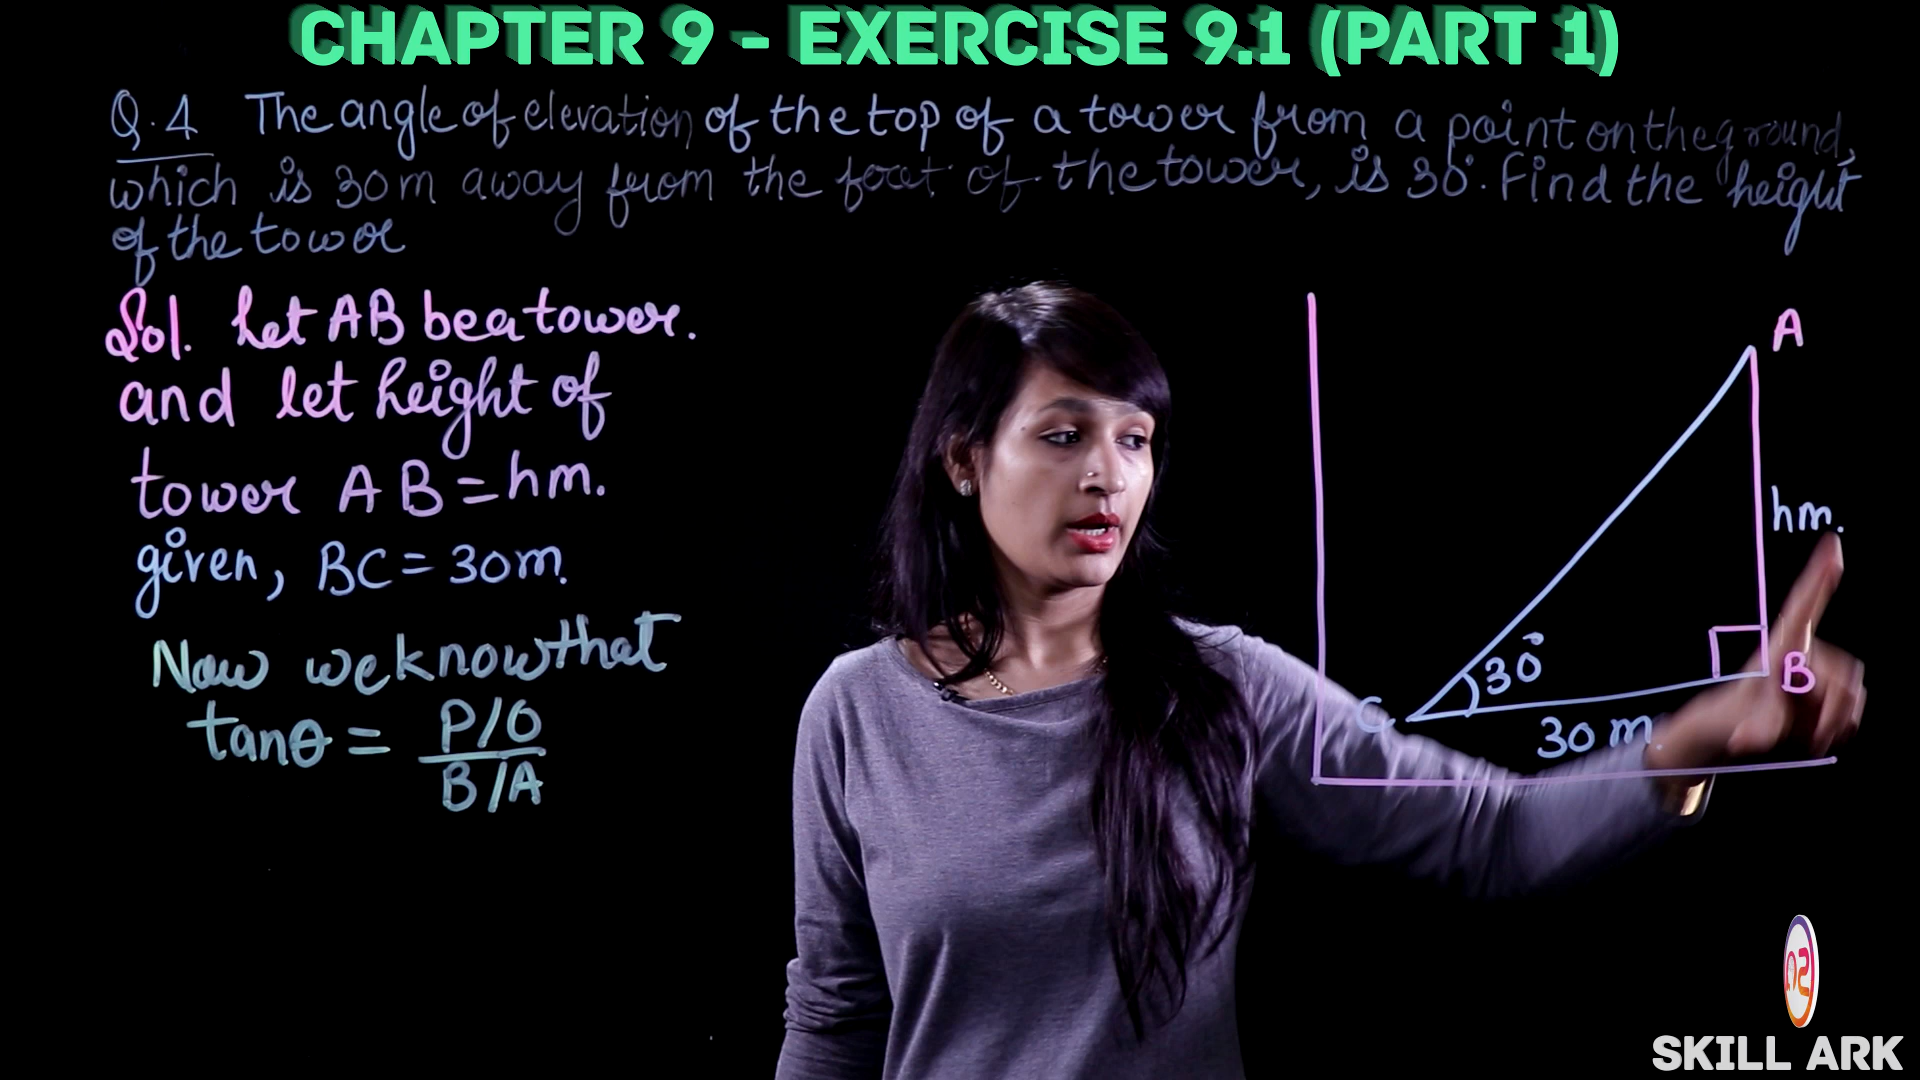 CHAPTER 9 - EXERCISE 9.1 (PART 1)
Q.4 The angle of elevation of the top of a tower from a point on the ground,
which is 30m away from the foot of the tower, is 30°. Find the height
of the tower
Sol. Let AB be a tower.
and let height of
tower AB = hm.
given, BC = 30m.
Now we know that
tanθ = P/O
B/A
A
hm.
30°
B
C
30 m.
SKILL ARK